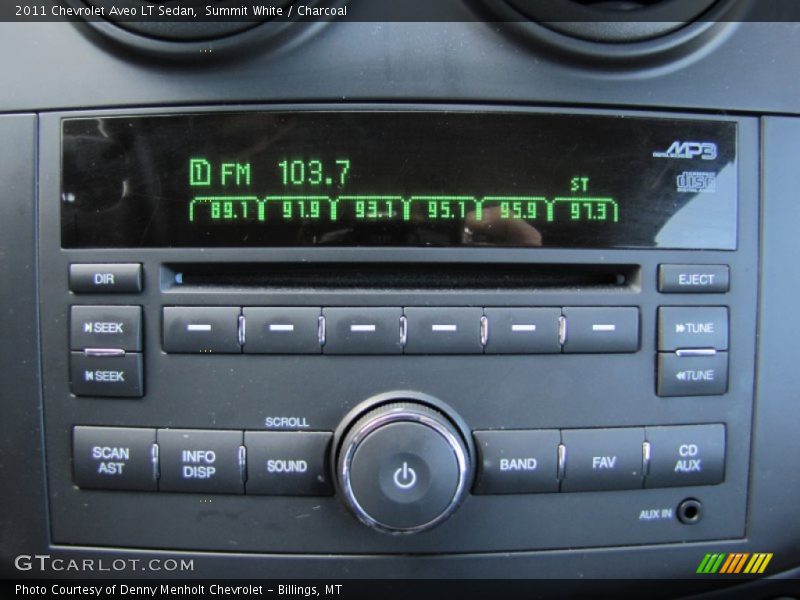 2011 Chevrolet Aveo LT Sedan, Summit White / Charcoal
1 FM 103.7
MP3
ST
disc
89.1 91.9 93.1 95.1 95.9 97.3
DIR
EJECT
SEEK
TUNE
SEEK
TUNE
SCROLL
SCAN AST
INFO DISP
SOUND
BAND
FAV
CD AUX
AUX IN
GTCARLOT.COM
Photo Courtesy of Denny Menholt Chevrolet - Billings, MT